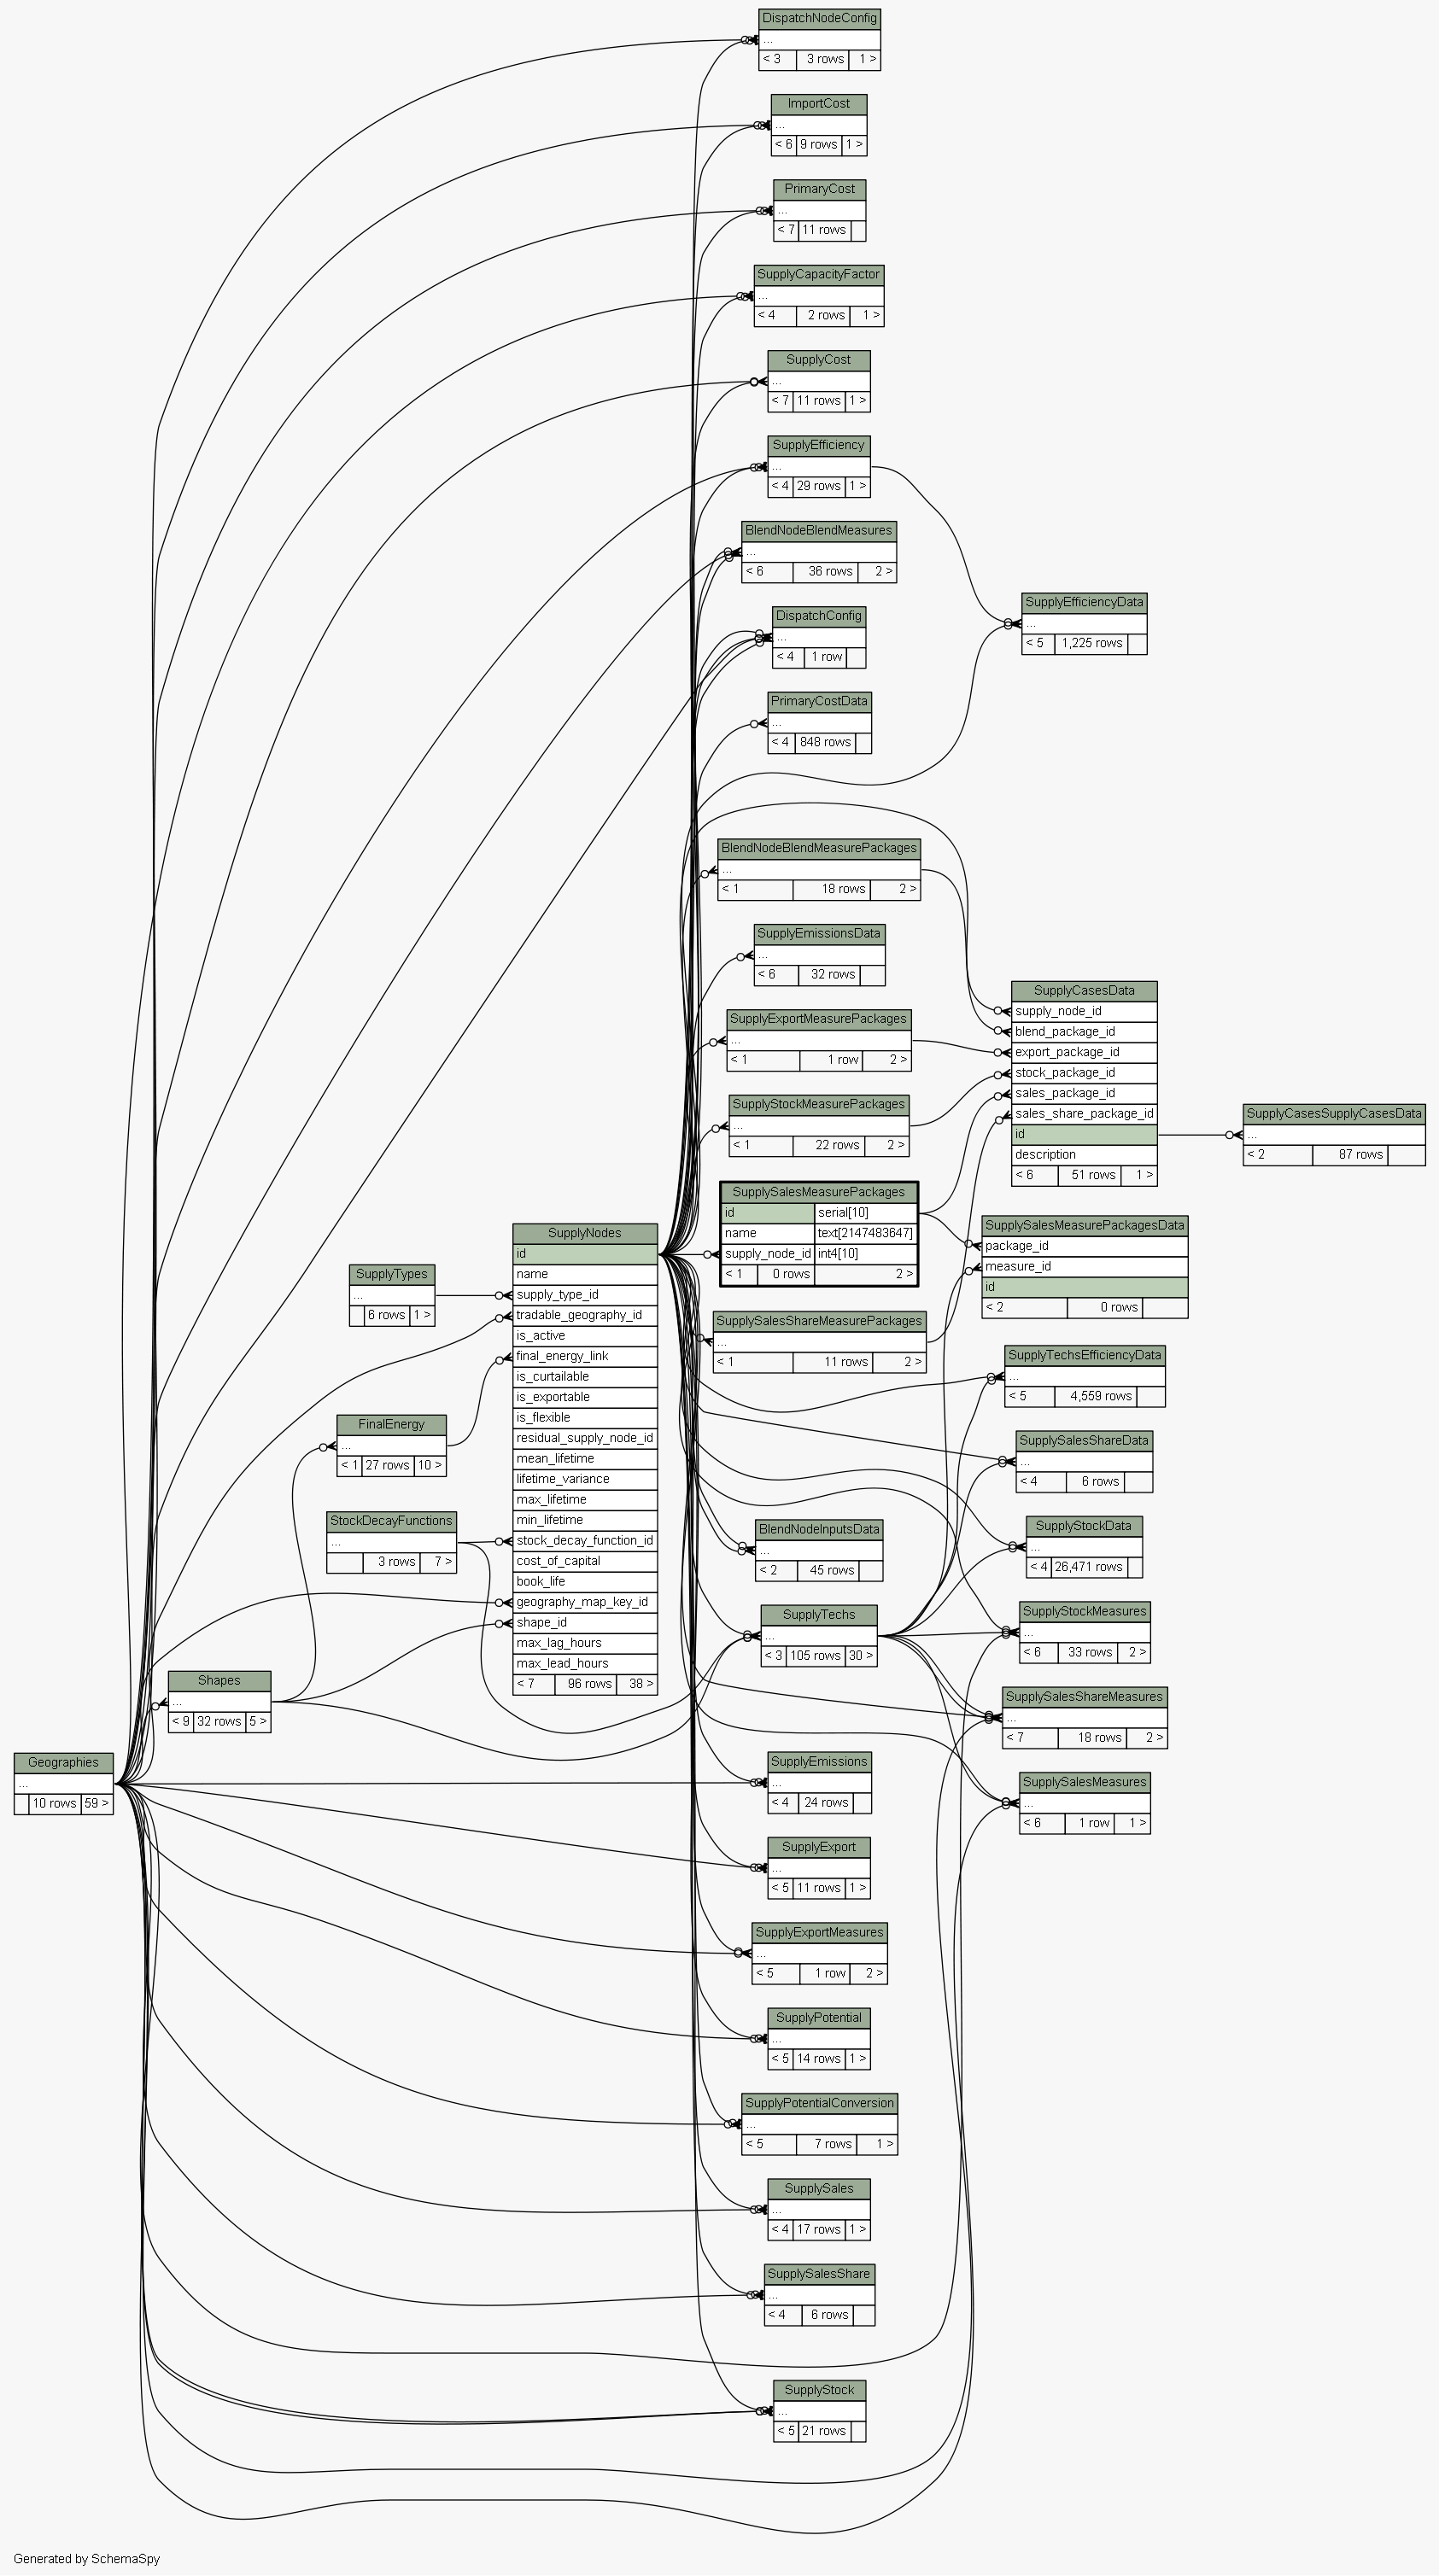 DispatchNodeConfig
...
< 3 3 rows 1 >
ImportCost
...
< 6 9 rows 1 >
PrimaryCost
...
< 7 11 rows
SupplyCapacityFactor
...
< 4 2 rows 1 >
SupplyCost
...
< 7 11 rows 1 >
SupplyEfficiency
...
< 4 29 rows 1 >
BlendNodeBlendMeasures
...
< 6 36 rows 2 >
DispatchConfig
...
< 4 1 row
PrimaryCostData
...
< 4 848 rows
SupplyEfficiencyData
...
< 5 1,225 rows
BlendNodeBlendMeasurePackages
...
< 1 18 rows 2 >
SupplyEmissionsData
...
< 6 32 rows
SupplyExportMeasurePackages
...
< 1 1 row 2 >
SupplyStockMeasurePackages
...
< 1 22 rows 2 >
SupplyCasesData
supply_node_id
blend_package_id
export_package_id
stock_package_id
sales_package_id
sales_share_package_id
id
description
< 6 51 rows 1 >
SupplyCasesSupplyCasesData
...
< 2 87 rows
SupplySalesMeasurePackages
id serial[10]
name text[2147483647]
supply_node_id int4[10]
< 1 0 rows 2 >
SupplySalesMeasurePackagesData
package_id
measure_id
id
< 2 0 rows
SupplySalesShareMeasurePackages
...
< 1 11 rows 2 >
SupplyNodes
id
name
supply_type_id
tradable_geography_id
is_active
final_energy_link
is_curtailable
is_exportable
is_flexible
residual_supply_node_id
mean_lifetime
lifetime_variance
max_lifetime
min_lifetime
stock_decay_function_id
cost_of_capital
book_life
geography_map_key_id
shape_id
max_lag_hours
max_lead_hours
< 7 96 rows 38 >
SupplyTypes
...
6 rows 1 >
FinalEnergy
...
< 1 27 rows 10 >
StockDecayFunctions
...
3 rows 7 >
Shapes
...
< 9 32 rows 5 >
Geographies
...
10 rows 59 >
SupplyTechsEfficiencyData
...
< 5 4,559 rows
SupplySalesShareData
...
< 4 6 rows
BlendNodeInputsData
...
< 2 45 rows
SupplyStockData
...
< 4 26,471 rows
SupplyTechs
...
< 3 105 rows 30 >
SupplyStockMeasures
...
< 6 33 rows 2 >
SupplySalesShareMeasures
...
< 7 18 rows 2 >
SupplySalesMeasures
...
< 6 1 row 1 >
SupplyEmissions
...
< 4 24 rows
SupplyExport
...
< 5 11 rows 1 >
SupplyExportMeasures
...
< 5 1 row 2 >
SupplyPotential
...
< 5 14 rows 1 >
SupplyPotentialConversion
...
< 5 7 rows 1 >
SupplySales
...
< 4 17 rows 1 >
SupplySalesShare
...
< 4 6 rows
SupplyStock
...
< 5 21 rows
Generated by SchemaSpy